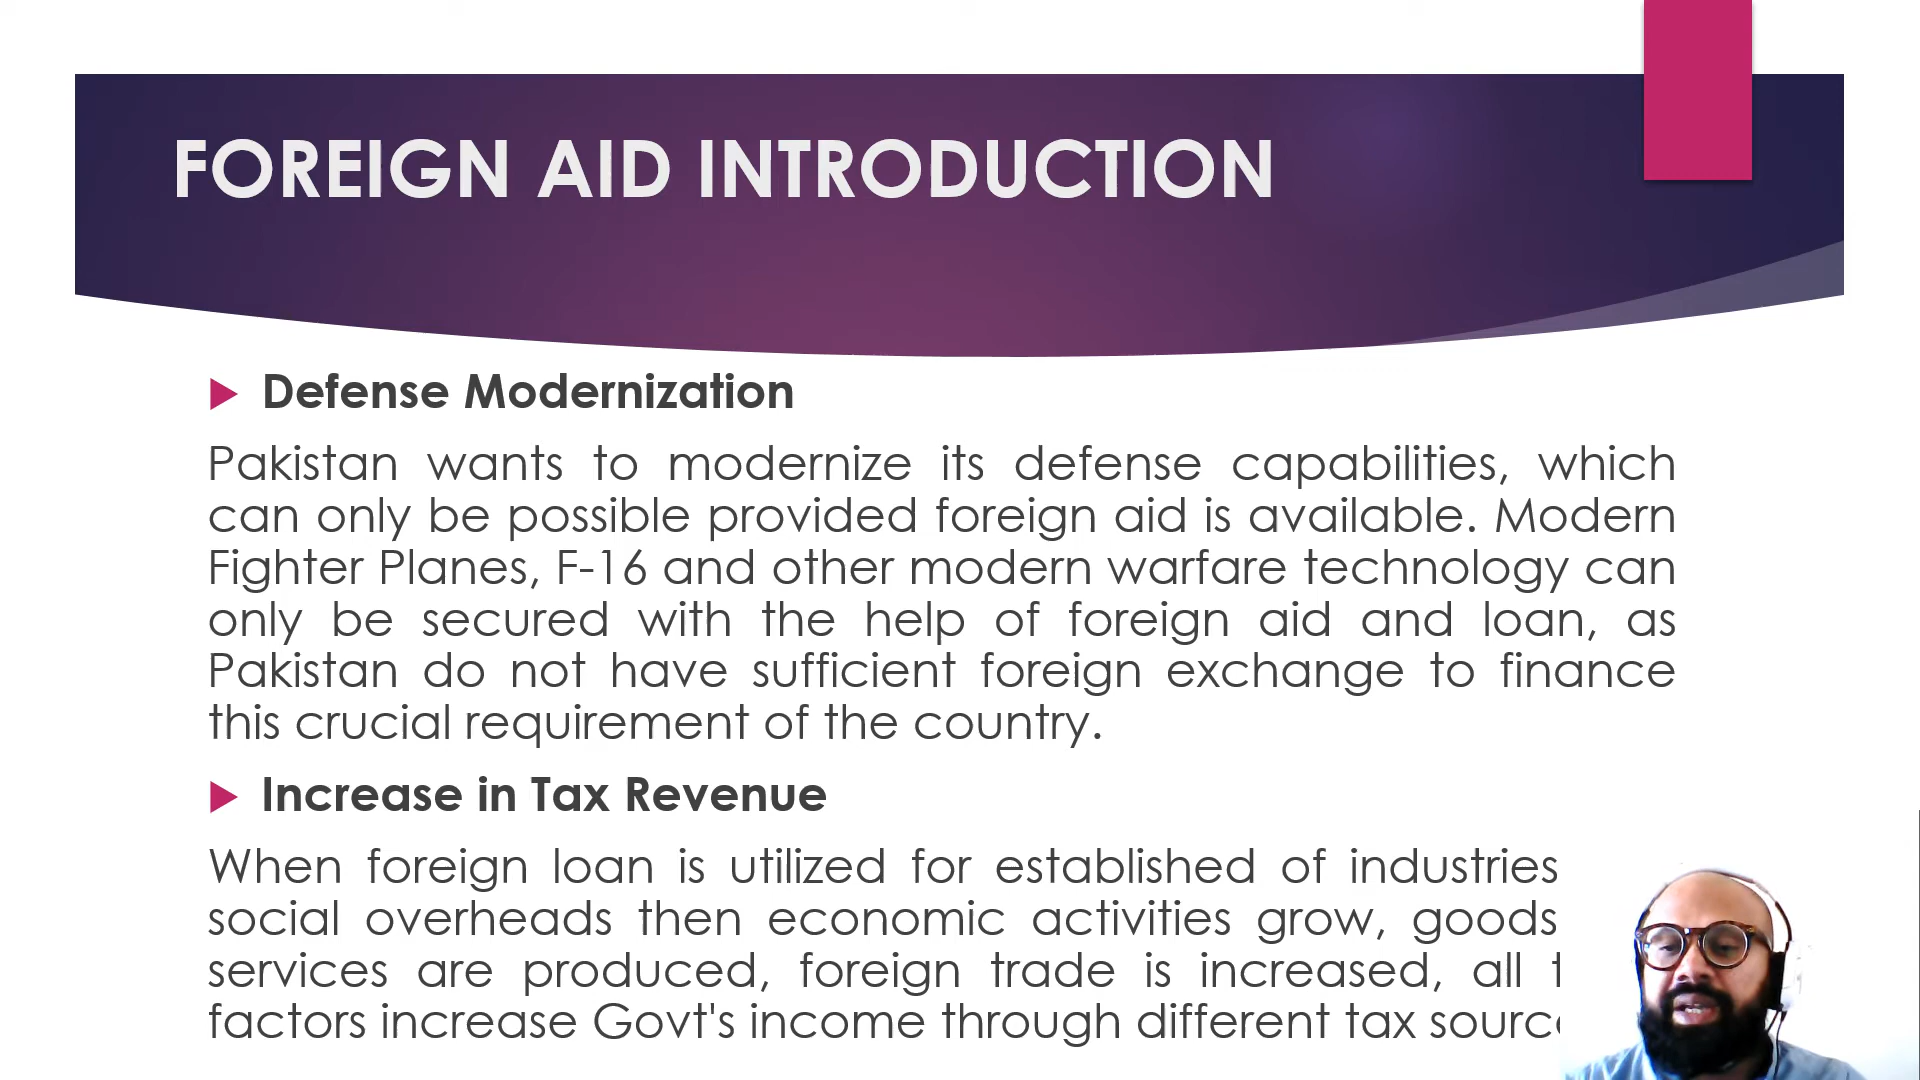 FOREIGN AID INTRODUCTION
Defense Modernization
Pakistan wants to modernize its defense capabilities, which
can only be possible provided foreign aid is available. Modern
Fighter Planes, F-16 and other modern warfare technology can
only be secured with the help of foreign aid and loan, as
Pakistan do not have sufficient foreign exchange to finance
this crucial requirement of the country.
Increase in Tax Revenue
When foreign loan is utilized for established of industries
social overheads then economic activities grow, goods
services are produced, foreign trade is increased, all
factors increase Govt's income through different tax